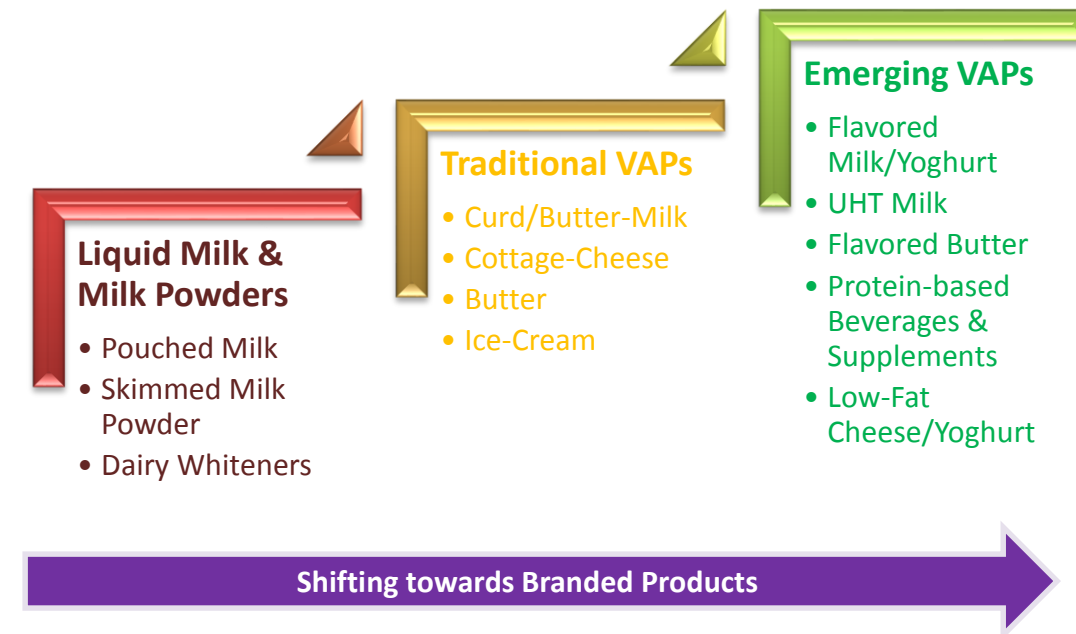 Liquid Milk &
Milk Powders
• Pouched Milk
• Skimmed Milk
Powder
• Dairy Whiteners
Traditional VAPs
• Curd/Butter-Milk
• Cottage-Cheese
• Butter
• Ice-Cream
Emerging VAPs
• Flavored
Milk/Yoghurt
• UHT Milk
• Flavored Butter
• Protein-based
Beverages &
Supplements
• Low-Fat
Cheese/Yoghurt
Shifting towards Branded Products